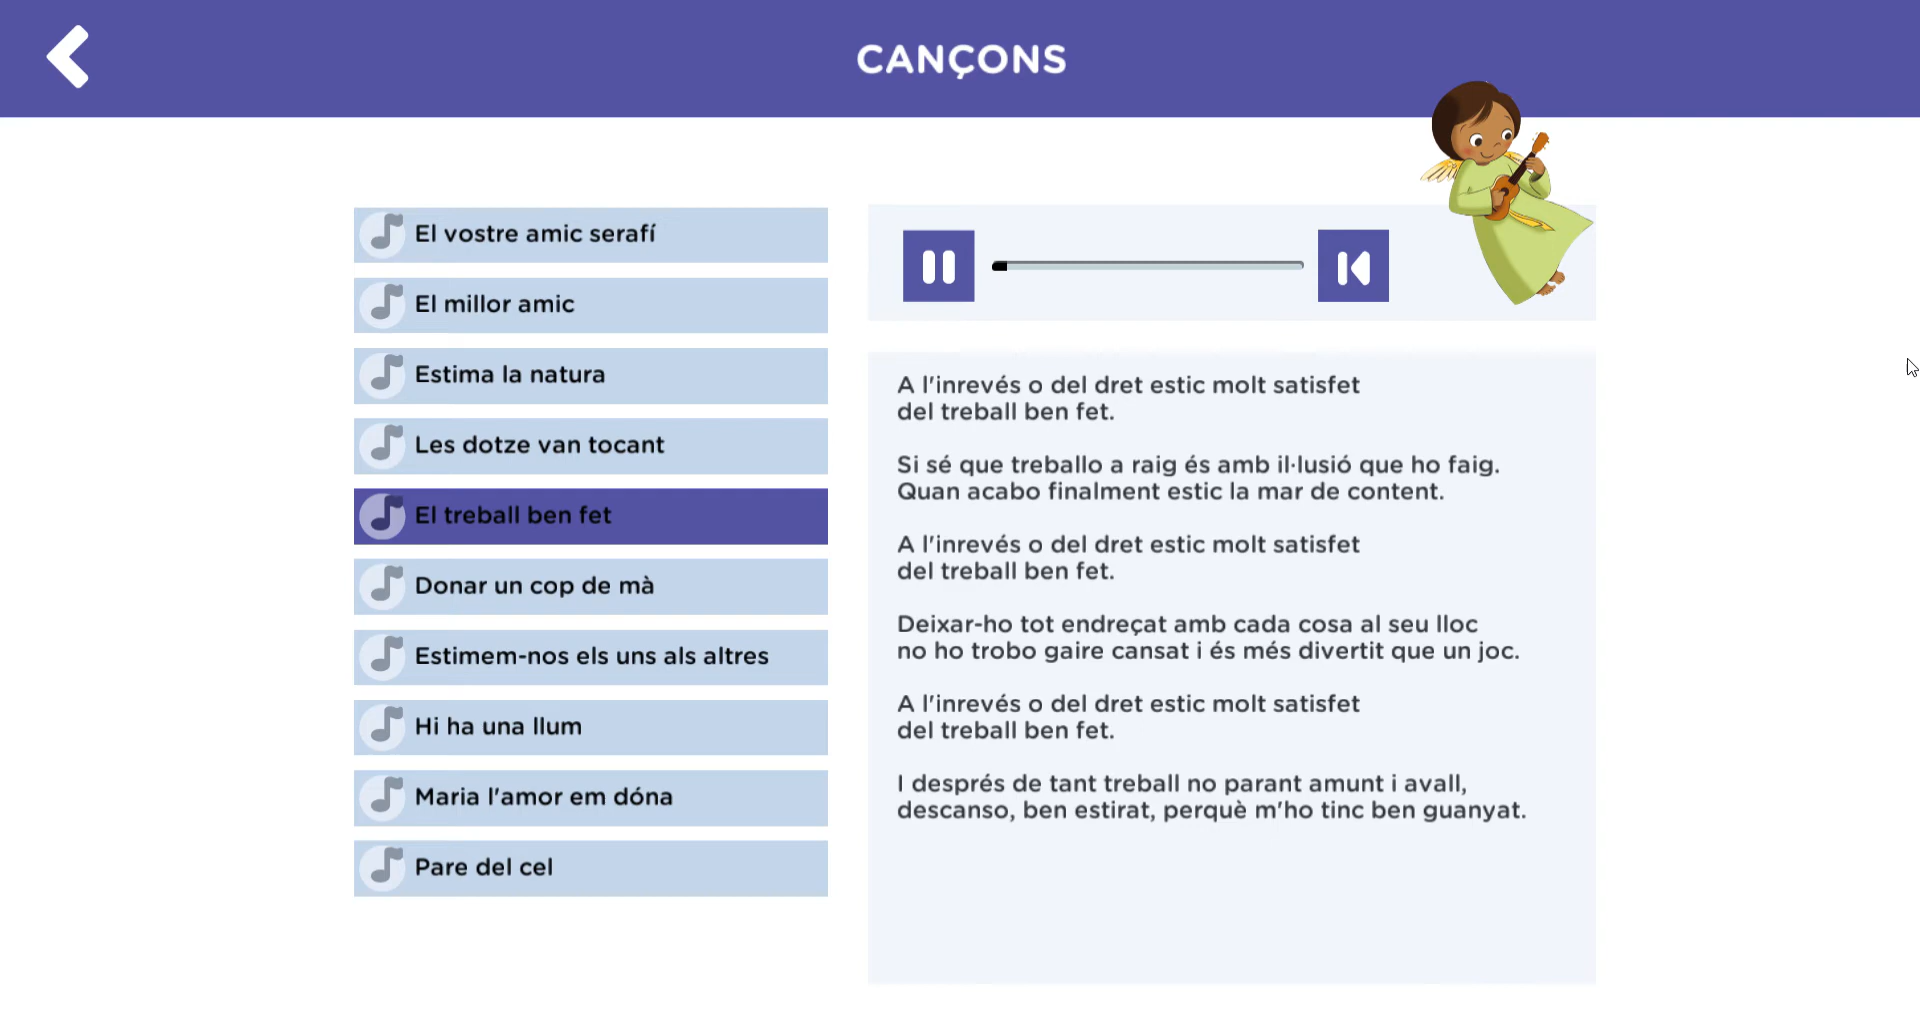 CANÇONS
El vostre amic serafí
El millor amic
Estima la natura
Les dotze van tocant
El treball ben fet
Donar un cop de mà
Estimem-nos els uns als altres
Hi ha una llum
Maria l'amor em dóna
Pare del cel
A l'inrevés o del dret estic molt satisfet
del treball ben fet.
Si sé que treballo a raig és amb il·lusió que ho faig.
Quan acabo finalment estic la mar de content.
A l'inrevés o del dret estic molt satisfet
del treball ben fet.
Deixar-ho tot endreçat amb cada cosa al seu lloc
no ho trobo gaire cansat i és més divertit que un joc.
A l'inrevés o del dret estic molt satisfet
del treball ben fet.
I després de tant treball no parant amunt i avall,
descanso, ben estirat, perquè m'ho tinc ben guanyat.